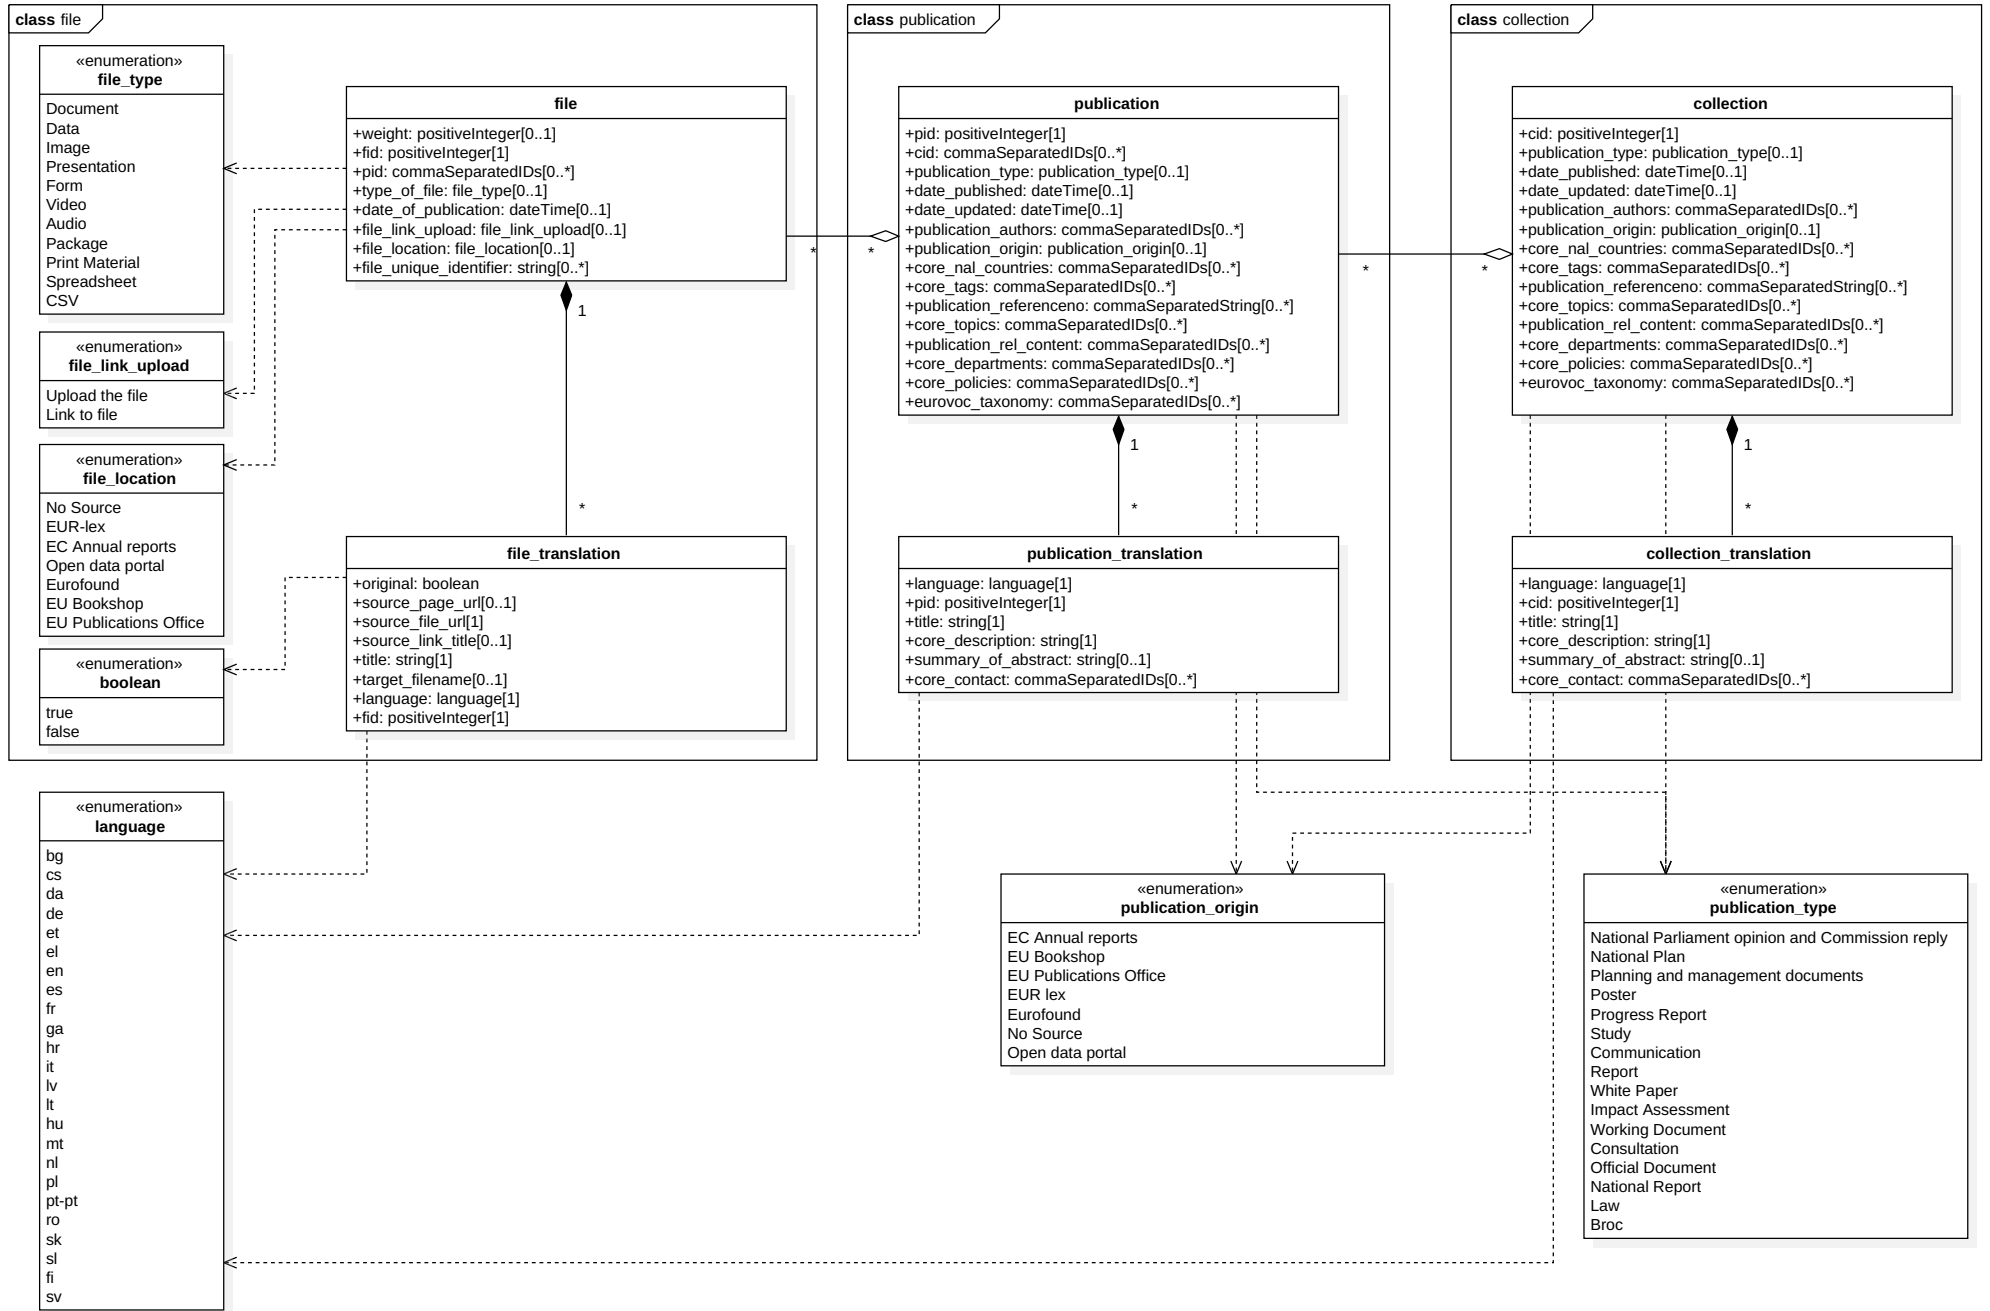 class file
«enumeration»
file_type
Document
Data
Image
Presentation
Form
Video
Audio
Package
Print Material
Spreadsheet
CSV
«enumeration»
file_link_upload
Upload the file
Link to file
«enumeration»
file_location
No Source
EUR-lex
EC Annual reports
Open data portal
Eurofound
EU Bookshop
EU Publications Office
«enumeration»
boolean
true
false
file
+weight: positiveInteger[0..1]
+fid: positiveInteger[1]
+pid: commaSeparatedIDs[0..*]
+type_of_file: file_type[0..1]
+date_of_publication: dateTime[0..1]
+file_link_upload: file_link_upload[0..1]
+file_location: file_location[0..1]
+file_unique_identifier: string[0..*]
1
*
file_translation
+original: boolean
+source_page_url[0..1]
+source_file_url[1]
+source_link_title[0..1]
+title: string[1]
+target_filename[0..1]
+language: language[1]
+fid: positiveInteger[1]
* *
class publication
publication
+pid: positiveInteger[1]
+cid: commaSeparatedIDs[0..*]
+publication_type: publication_type[0..1]
+date_published: dateTime[0..1]
+date_updated: dateTime[0..1]
+publication_authors: commaSeparatedIDs[0..*]
+publication_origin: publication_origin[0..1]
+core_nal_countries: commaSeparatedIDs[0..*]
+core_tags: commaSeparatedIDs[0..*]
+publication_referenceno: commaSeparatedString[0..*]
+core_topics: commaSeparatedIDs[0..*]
+publication_rel_content: commaSeparatedIDs[0..*]
+core_departments: commaSeparatedIDs[0..*]
+core_policies: commaSeparatedIDs[0..*]
+eurovoc_taxonomy: commaSeparatedIDs[0..*]
1
*
publication_translation
+language: language[1]
+pid: positiveInteger[1]
+title: string[1]
+core_description: string[1]
+summary_of_abstract: string[0..1]
+core_contact: commaSeparatedIDs[0..*]
* *
class collection
collection
+cid: positiveInteger[1]
+publication_type: publication_type[0..1]
+date_published: dateTime[0..1]
+date_updated: dateTime[0..1]
+publication_authors: commaSeparatedIDs[0..*]
+publication_origin: publication_origin[0..1]
+core_nal_countries: commaSeparatedIDs[0..*]
+core_tags: commaSeparatedIDs[0..*]
+publication_referenceno: commaSeparatedString[0..*]
+core_topics: commaSeparatedIDs[0..*]
+publication_rel_content: commaSeparatedIDs[0..*]
+core_departments: commaSeparatedIDs[0..*]
+core_policies: commaSeparatedIDs[0..*]
+eurovoc_taxonomy: commaSeparatedIDs[0..*]
1
*
collection_translation
+language: language[1]
+cid: positiveInteger[1]
+title: string[1]
+core_description: string[1]
+summary_of_abstract: string[0..1]
+core_contact: commaSeparatedIDs[0..*]
«enumeration»
language
bg
cs
da
de
et
el
en
es
fr
ga
hr
it
lv
lt
hu
mt
nl
pl
pt-pt
ro
sk
sl
fi
sv
«enumeration»
publication_origin
EC Annual reports
EU Bookshop
EU Publications Office
EUR lex
Eurofound
No Source
Open data portal
«enumeration»
publication_type
National Parliament opinion and Commission reply
National Plan
Planning and management documents
Poster
Progress Report
Study
Communication
Report
White Paper
Impact Assessment
Working Document
Consultation
Official Document
National Report
Law
Broc